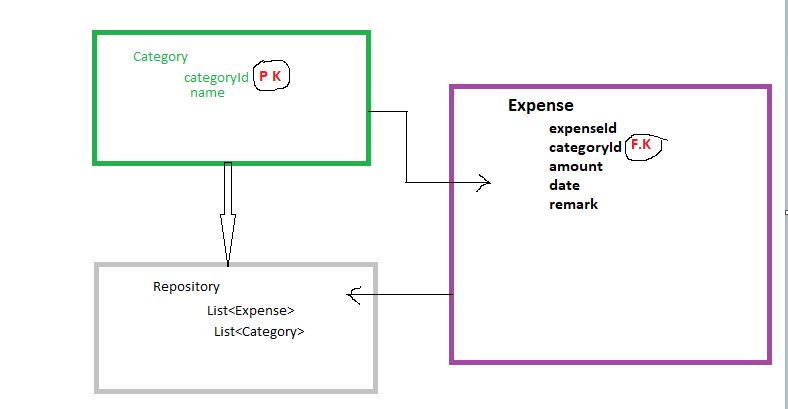 Category
categoryId P K
name
Expense
expenseId
categoryId F.K
amount
date
remark
Repository
List<Expense>
List<Category>